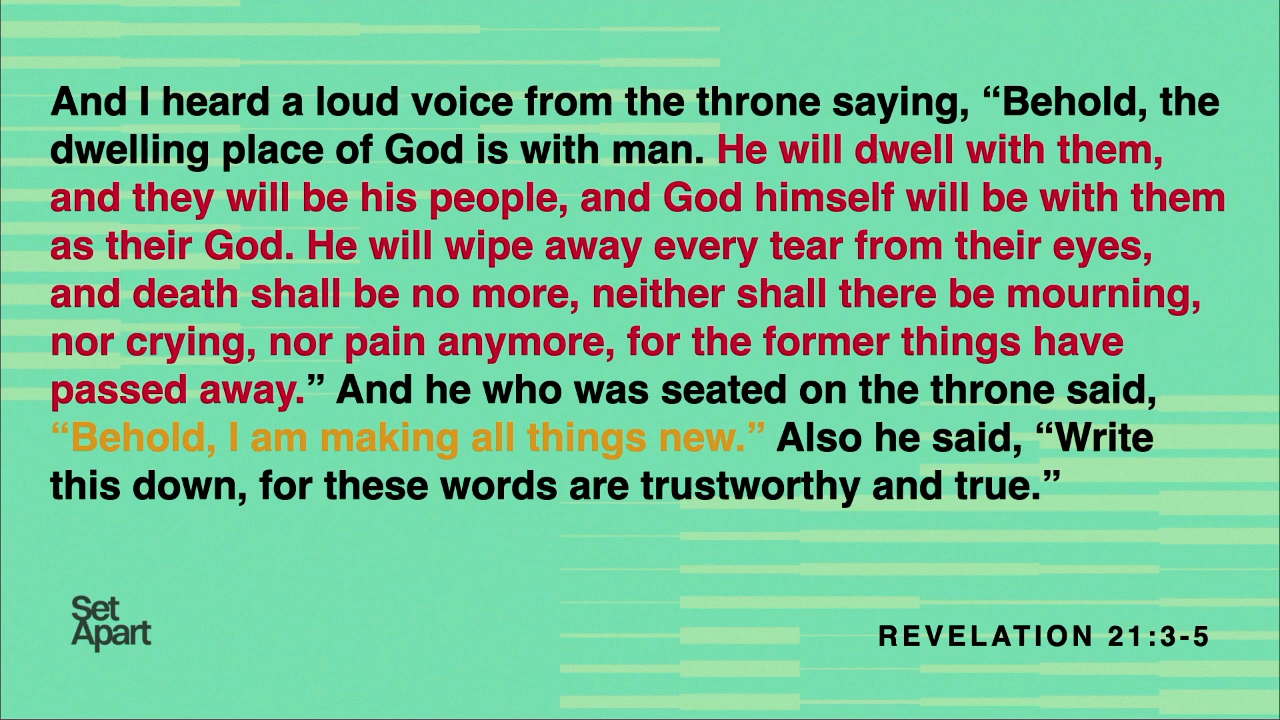 And I heard a loud voice from the throne saying, “Behold, the
dwelling place of God is with man. He will dwell with them,
and they will be his people, and God himself will be with them
as their God. He will wipe away every tear from their eyes,
and death shall be no more, neither shall there be mourning,
nor crying, nor pain anymore, for the former things have
passed away.” And he who was seated on the throne said,
“Behold, I am making all things new.” Also he said, “Write
this down, for these words are trustworthy and true.”
Set
Apart
REVELATION 21:3-5